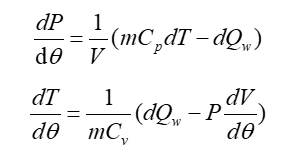 dP/dθ = 1/V (mC_p dT − dQ_w)
dT/dθ = 1/(mC_v) (dQ_w − P dV/dθ)